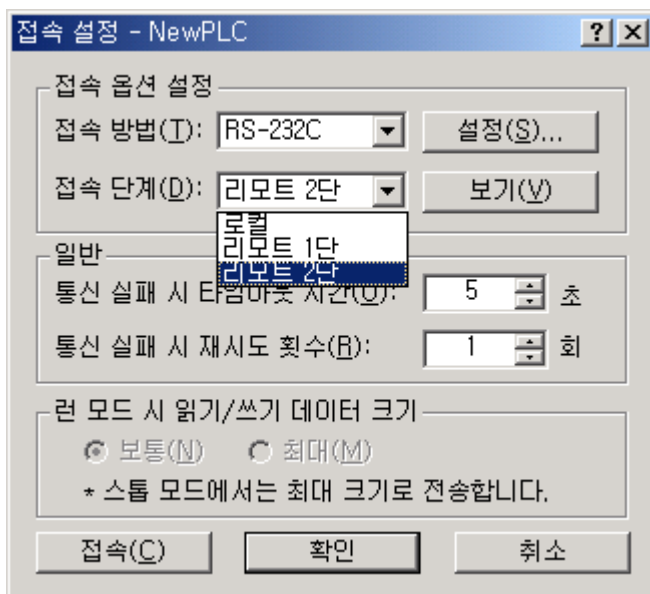 접속 설정 - NewPLC
접속 옵션 설정
접속 방법(T): RS-232C 설정(S)...
접속 단계(D): 리모트 2단 보기(V)
로컬
리모트 1단
리모트 2단
일반
통신 실패 시 타임아웃 시간(O): 5 초
통신 실패 시 재시도 횟수(R): 1 회
런 모드 시 읽기/쓰기 데이터 크기
보통(N) 최대(M)
* 스톱 모드에서는 최대 크기로 전송합니다.
접속(C) 확인 취소